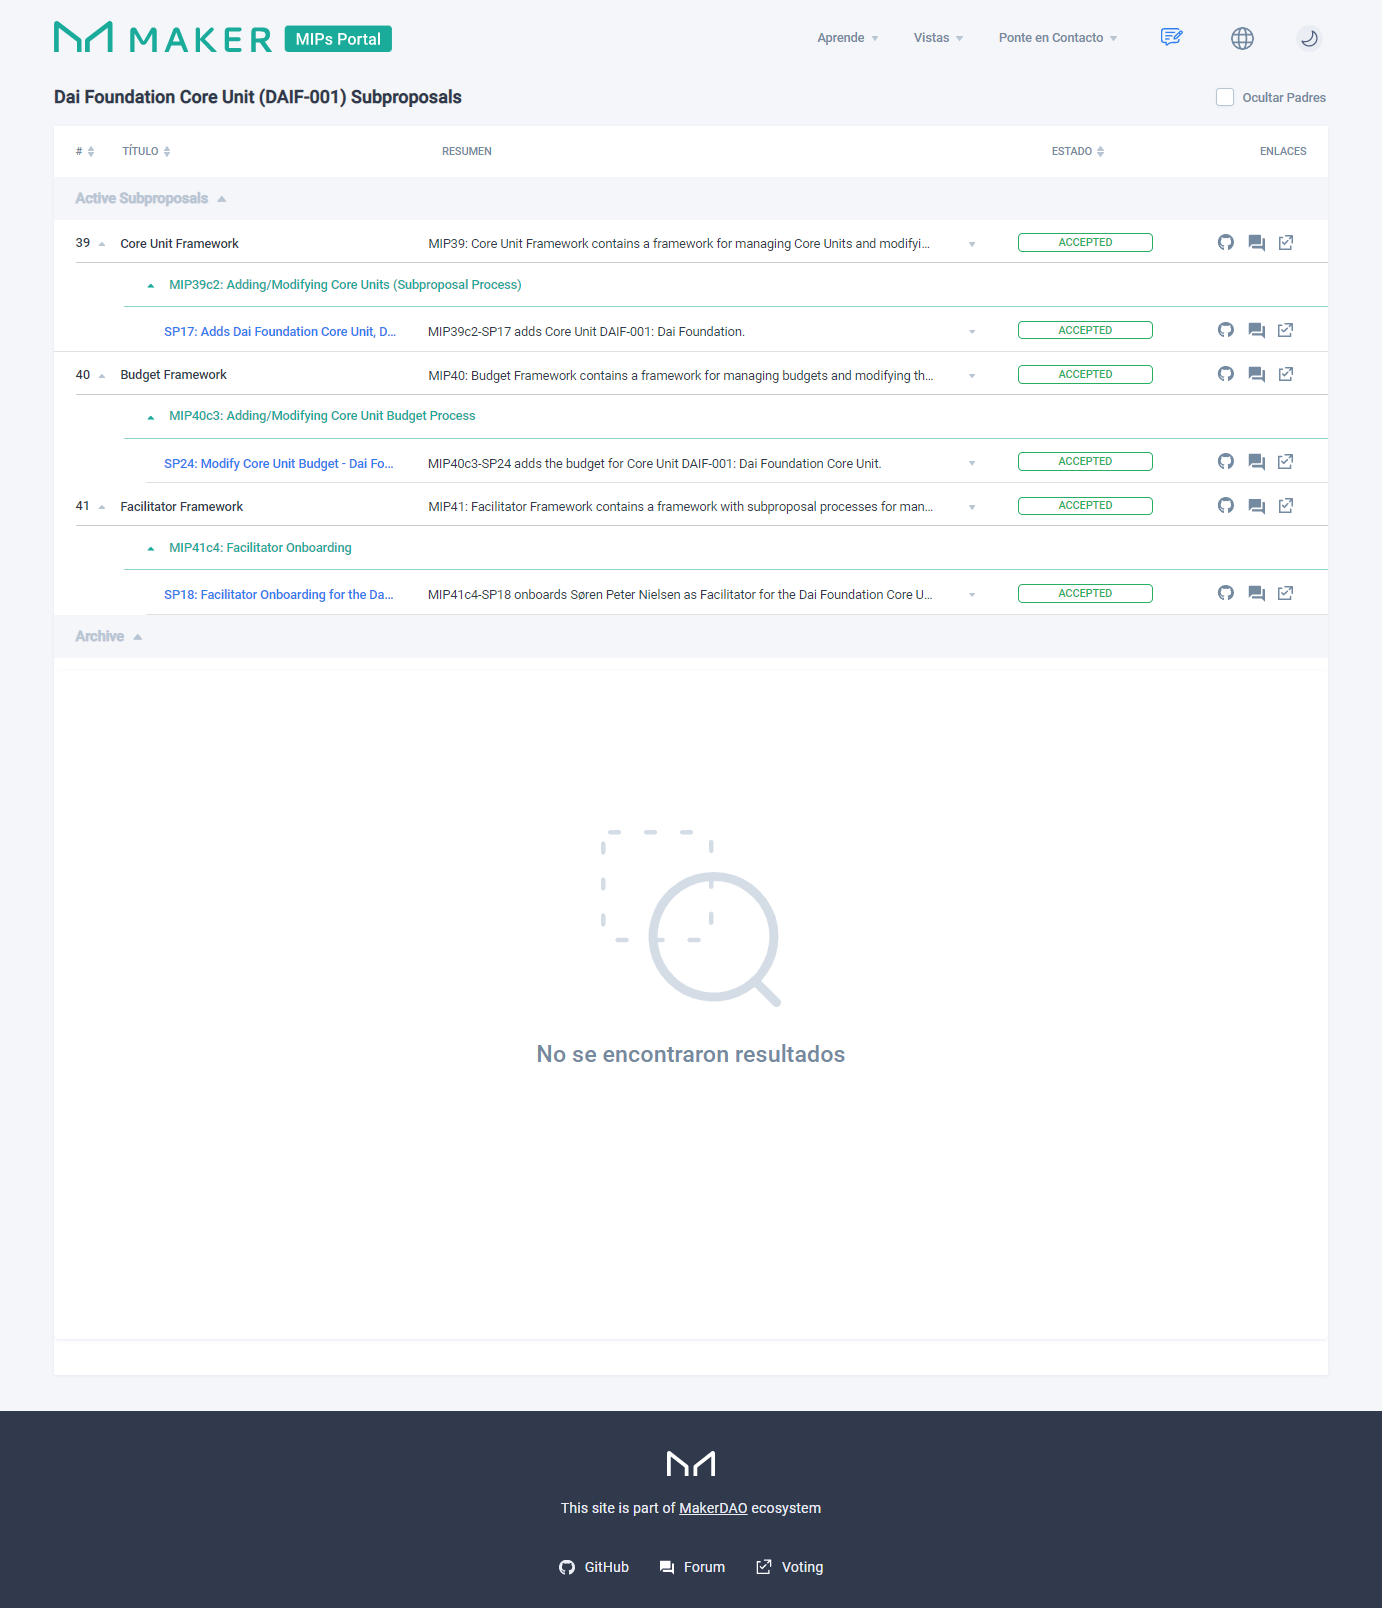 MAKER MIPs Portal
Aprende Vistas Ponte en Contacto
Dai Foundation Core Unit (DAIF-001) Subproposals
Ocultar Padres
# TÍTULO RESUMEN ESTADO ENLACES
Active Subproposals
39 Core Unit Framework MIP39: Core Unit Framework contains a framework for managing Core Units and modifyi... ACCEPTED
MIP39c2: Adding/Modifying Core Units (Subproposal Process)
SP17: Adds Dai Foundation Core Unit, D... MIP39c2-SP17 adds Core Unit DAIF-001: Dai Foundation. ACCEPTED
40 Budget Framework MIP40: Budget Framework contains a framework for managing budgets and modifying th... ACCEPTED
MIP40c3: Adding/Modifying Core Unit Budget Process
SP24: Modify Core Unit Budget - Dai Fo... MIP40c3-SP24 adds the budget for Core Unit DAIF-001: Dai Foundation Core Unit. ACCEPTED
41 Facilitator Framework MIP41: Facilitator Framework contains a framework with subproposal processes for man... ACCEPTED
MIP41c4: Facilitator Onboarding
SP18: Facilitator Onboarding for the Da... MIP41c4-SP18 onboards Søren Peter Nielsen as Facilitator for the Dai Foundation Core U... ACCEPTED
Archive
No se encontraron resultados
This site is part of MakerDAO ecosystem
GitHub Forum Voting